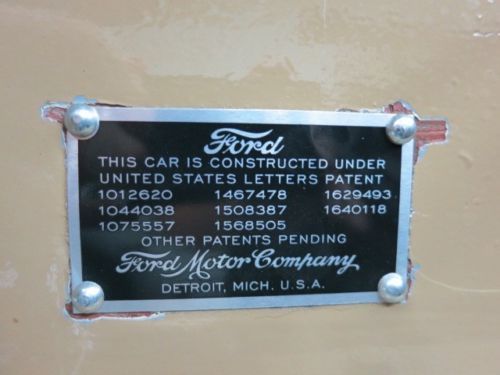 Ford
THIS CAR IS CONSTRUCTED UNDER
UNITED STATES LETTERS PATENT
1012620 1467478 1629493
1044038 1508387 1640118
1075557 1568505
OTHER PATENTS PENDING
Ford Motor Company
DETROIT, MICH. U.S.A.